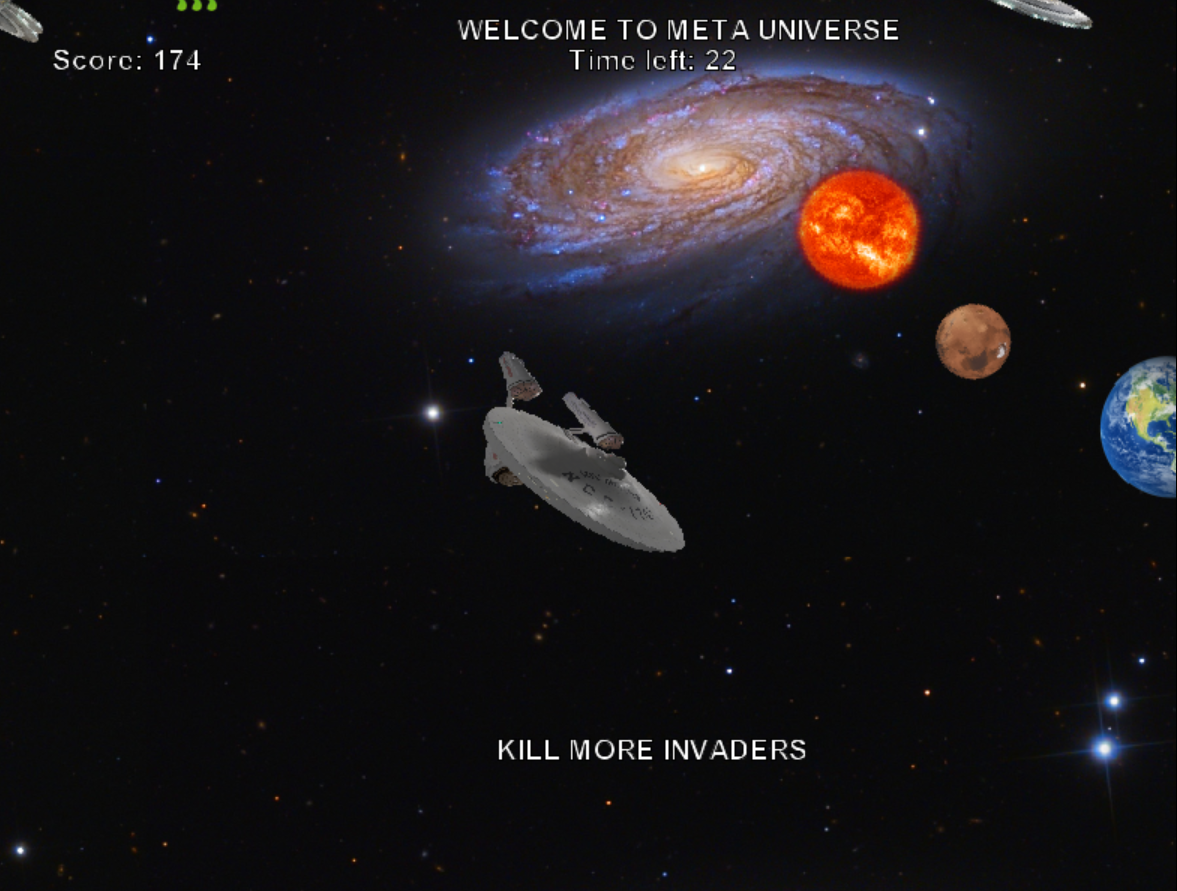 WELCOME TO META UNIVERSE
Score: 174
Time left: 22
KILL MORE INVADERS